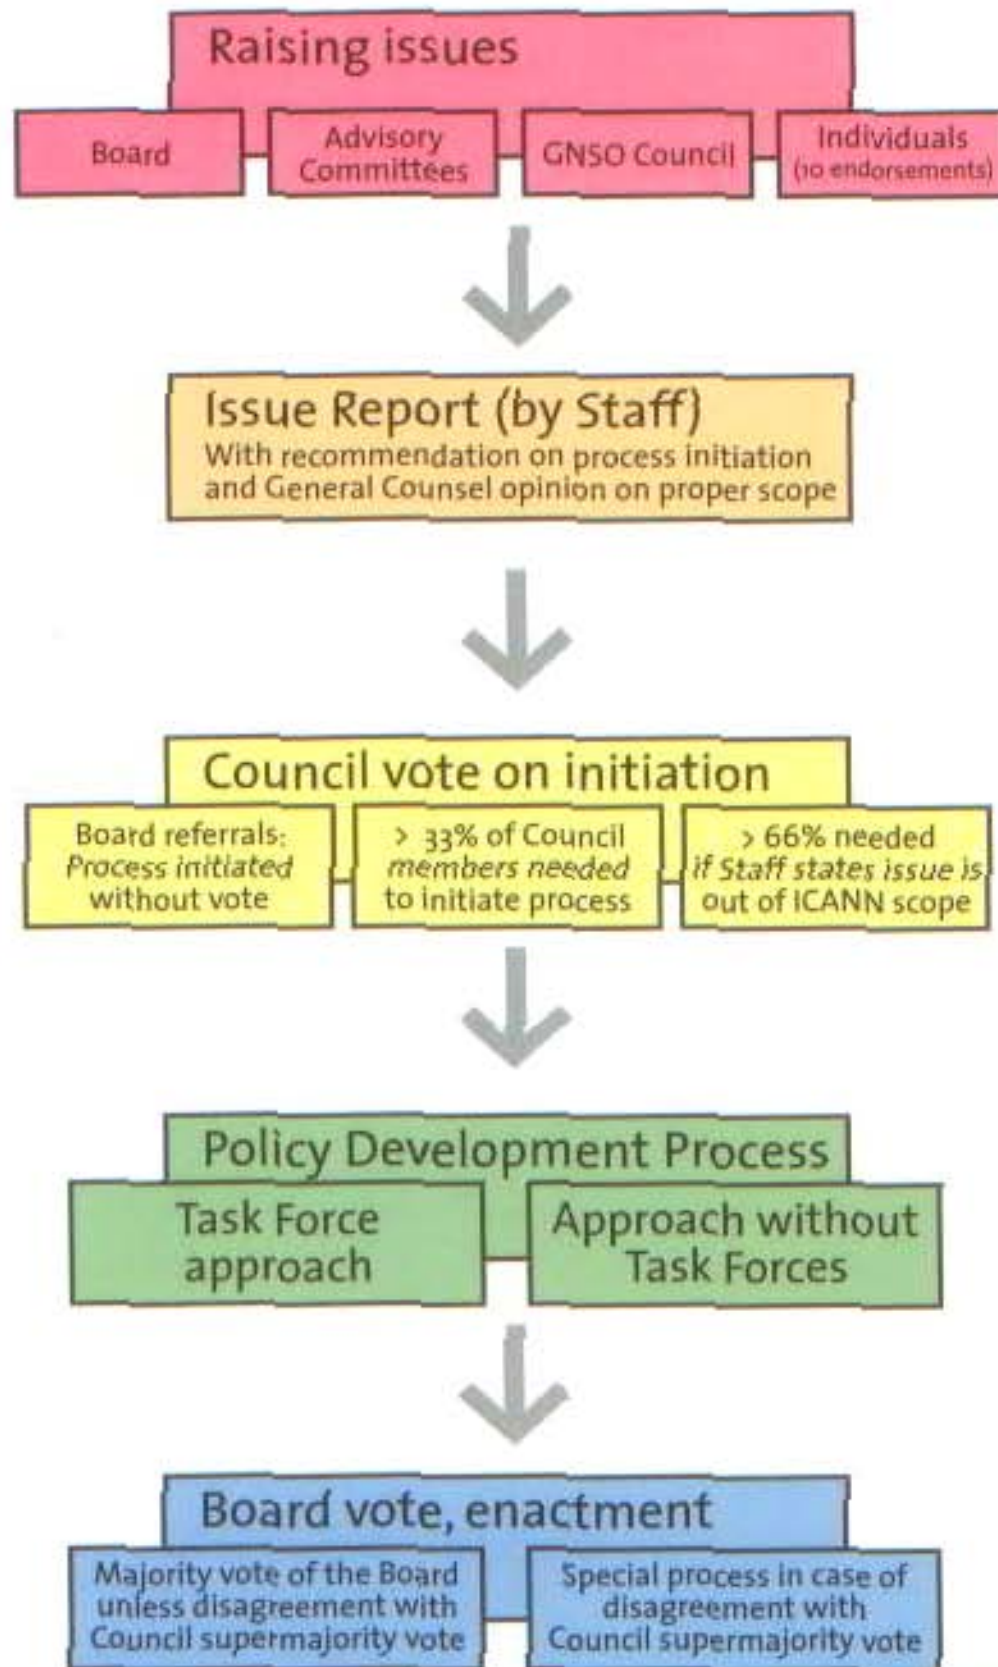 Raising issues
Board
Advisory
Committees
GNSO Council
Individuals
(10 endorsements)
Issue Report (by Staff)
With recommendation on process initiation
and General Counsel opinion on proper scope
Council vote on initiation
Board referrals:
Process initiated
without vote
> 33% of Council
members needed
to initiate process
> 66% needed
if Staff states issue is
out of ICANN scope
Policy Development Process
Task Force
approach
Approach without
Task Forces
Board vote, enactment
Majority vote of the Board
unless disagreement with
Council supermajority vote
Special process in case of
disagreement with
Council supermajority vote